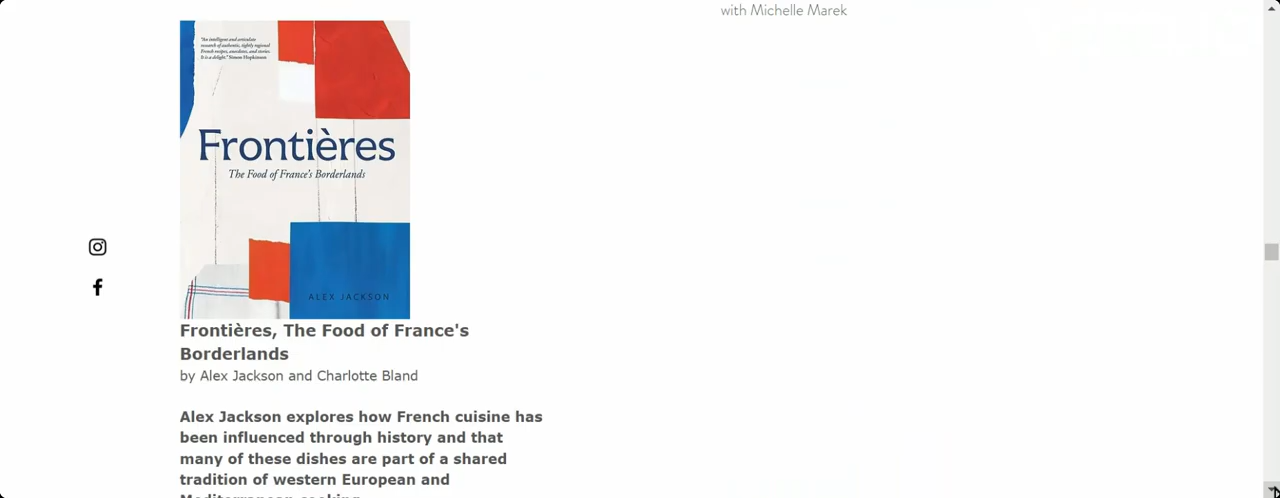 with Michelle Marek
"An intelligent and articulate
research of authentic, tightly regional
French recipes, anecdotes, and stories.
It is a delight." Simon Hopkinson
Frontières
The Food of France's Borderlands
ALEX JACKSON
Frontières, The Food of France's
Borderlands
by Alex Jackson and Charlotte Bland
Alex Jackson explores how French cuisine has
been influenced through history and that
many of these dishes are part of a shared
tradition of western European and
Mediterranean cooking